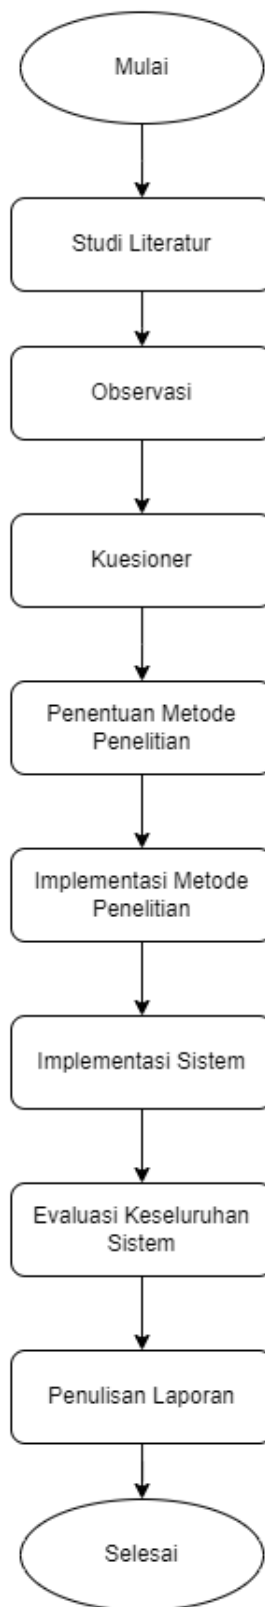 Mulai
Studi Literatur
Observasi
Kuesioner
Penentuan Metode
Penelitian
Implementasi Metode
Penelitian
Implementasi Sistem
Evaluasi Keseluruhan
Sistem
Penulisan Laporan
Selesai